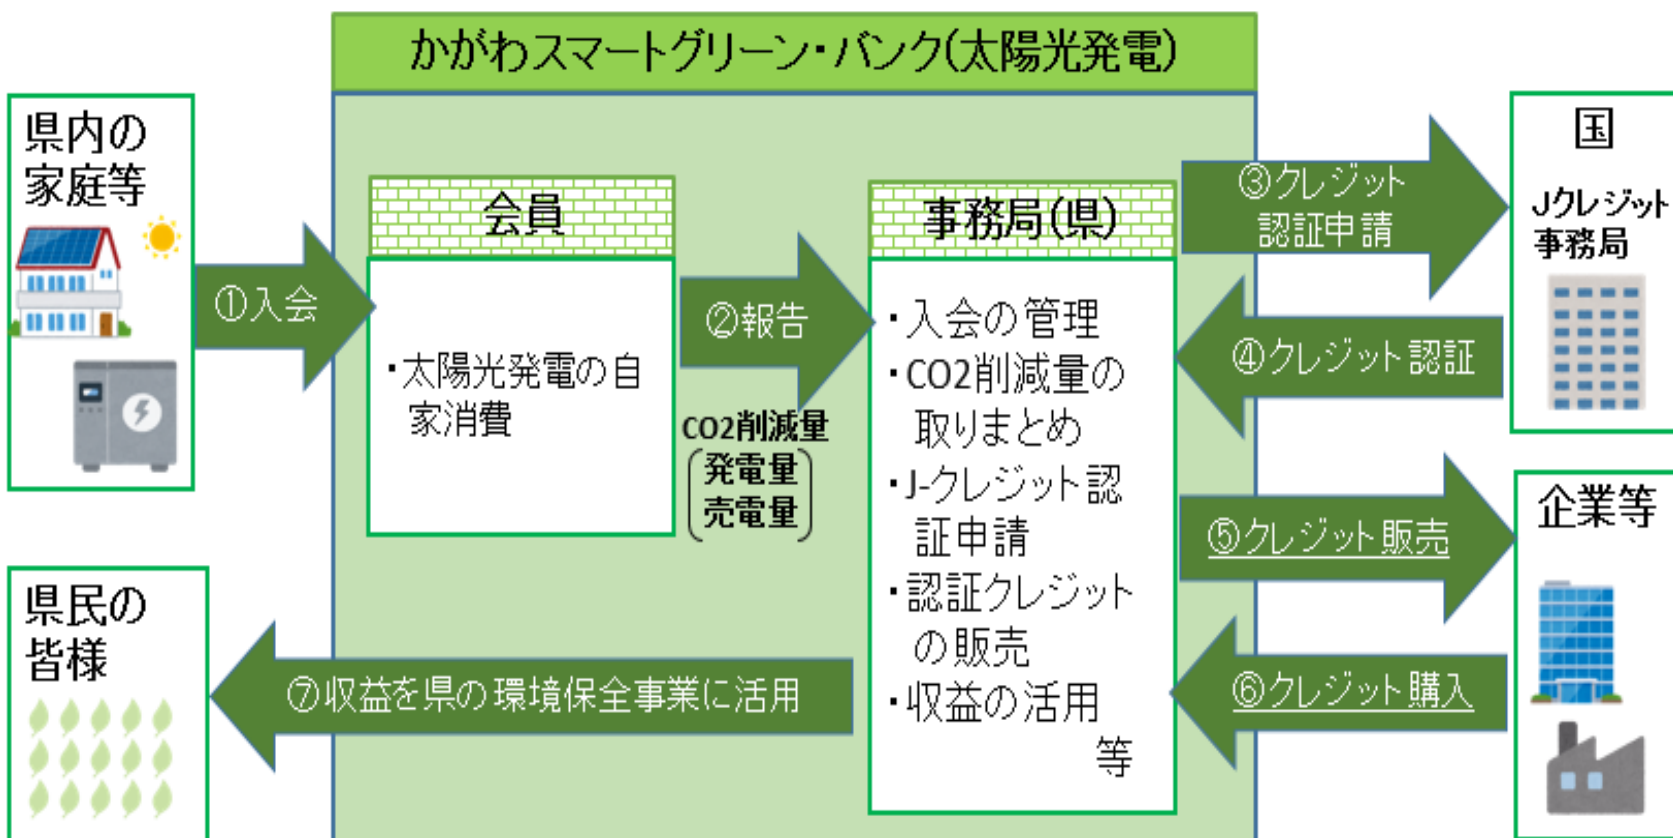 かがわスマートグリーン・バンク(太陽光発電)
県内の
家庭等
①入会
会員
・太陽光発電の自
家消費
②報告
CO2削減量
(発電量
売電量)
事務局(県)
・入会の管理
・CO2削減量の
取りまとめ
・J-クレジット認
証申請
・認証クレジット
の販売
・収益の活用
等
③クレジット
認証申請
④クレジット認証
国
Jクレジット
事務局
⑤クレジット販売
⑥クレジット購入
企業等
⑦収益を県の環境保全事業に活用
県民の
皆様